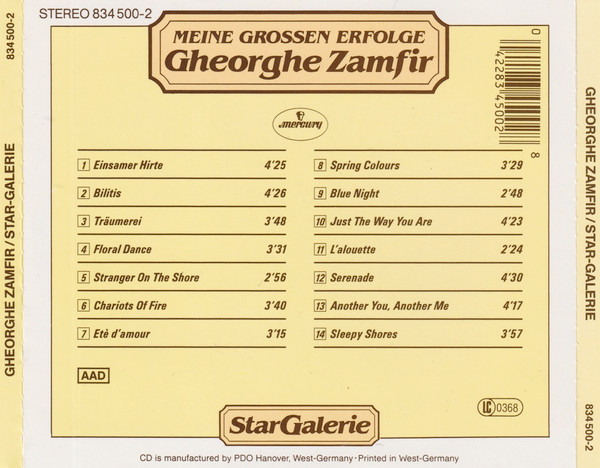 STEREO 834 500-2
MEINE GROSSEN ERFOLGE
Gheorghe Zamfir
0 42283 45002 8
mercury
1 Einsamer Hirte 4'25
2 Bilitis 4'26
3 Träumerei 3'48
4 Floral Dance 3'31
5 Stranger On The Shore 2'56
6 Chariots Of Fire 3'40
7 Etè d'amour 3'15
8 Spring Colours 3'29
9 Blue Night 2'48
10 Just The Way You Are 4'23
11 L'alouette 2'24
12 Serenade 4'30
13 Another You, Another Me 4'17
14 Sleepy Shores 3'57
AAD
LC 0368
StarGalerie
CD is manufactured by PDO Hanover, West-Germany · Printed in West-Germany
834 500-2
GHEORGHE ZAMFIR/STAR-GALERIE
GHEORGHE ZAMFIR/STAR-GALERIE
834 500-2